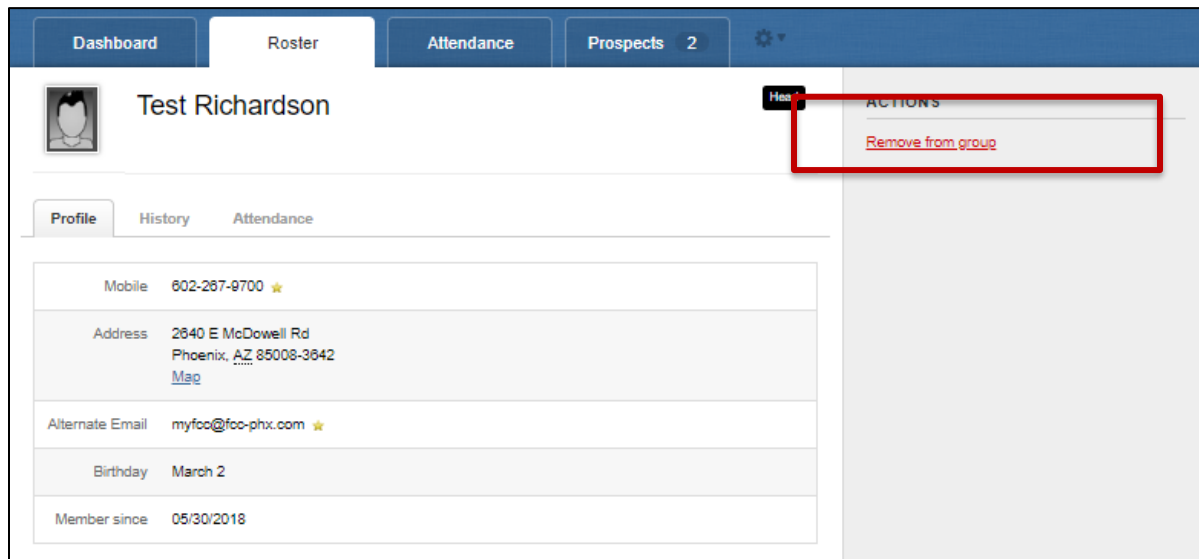 Dashboard Roster Attendance Prospects 2
Test Richardson
ACTIONS
Remove from group
Profile History Attendance
Mobile 602-267-9700
Address 2640 E McDowell Rd
Phoenix, AZ 85008-3642
Map
Alternate Email myfcc@fcc-phx.com
Birthday March 2
Member since 05/30/2018